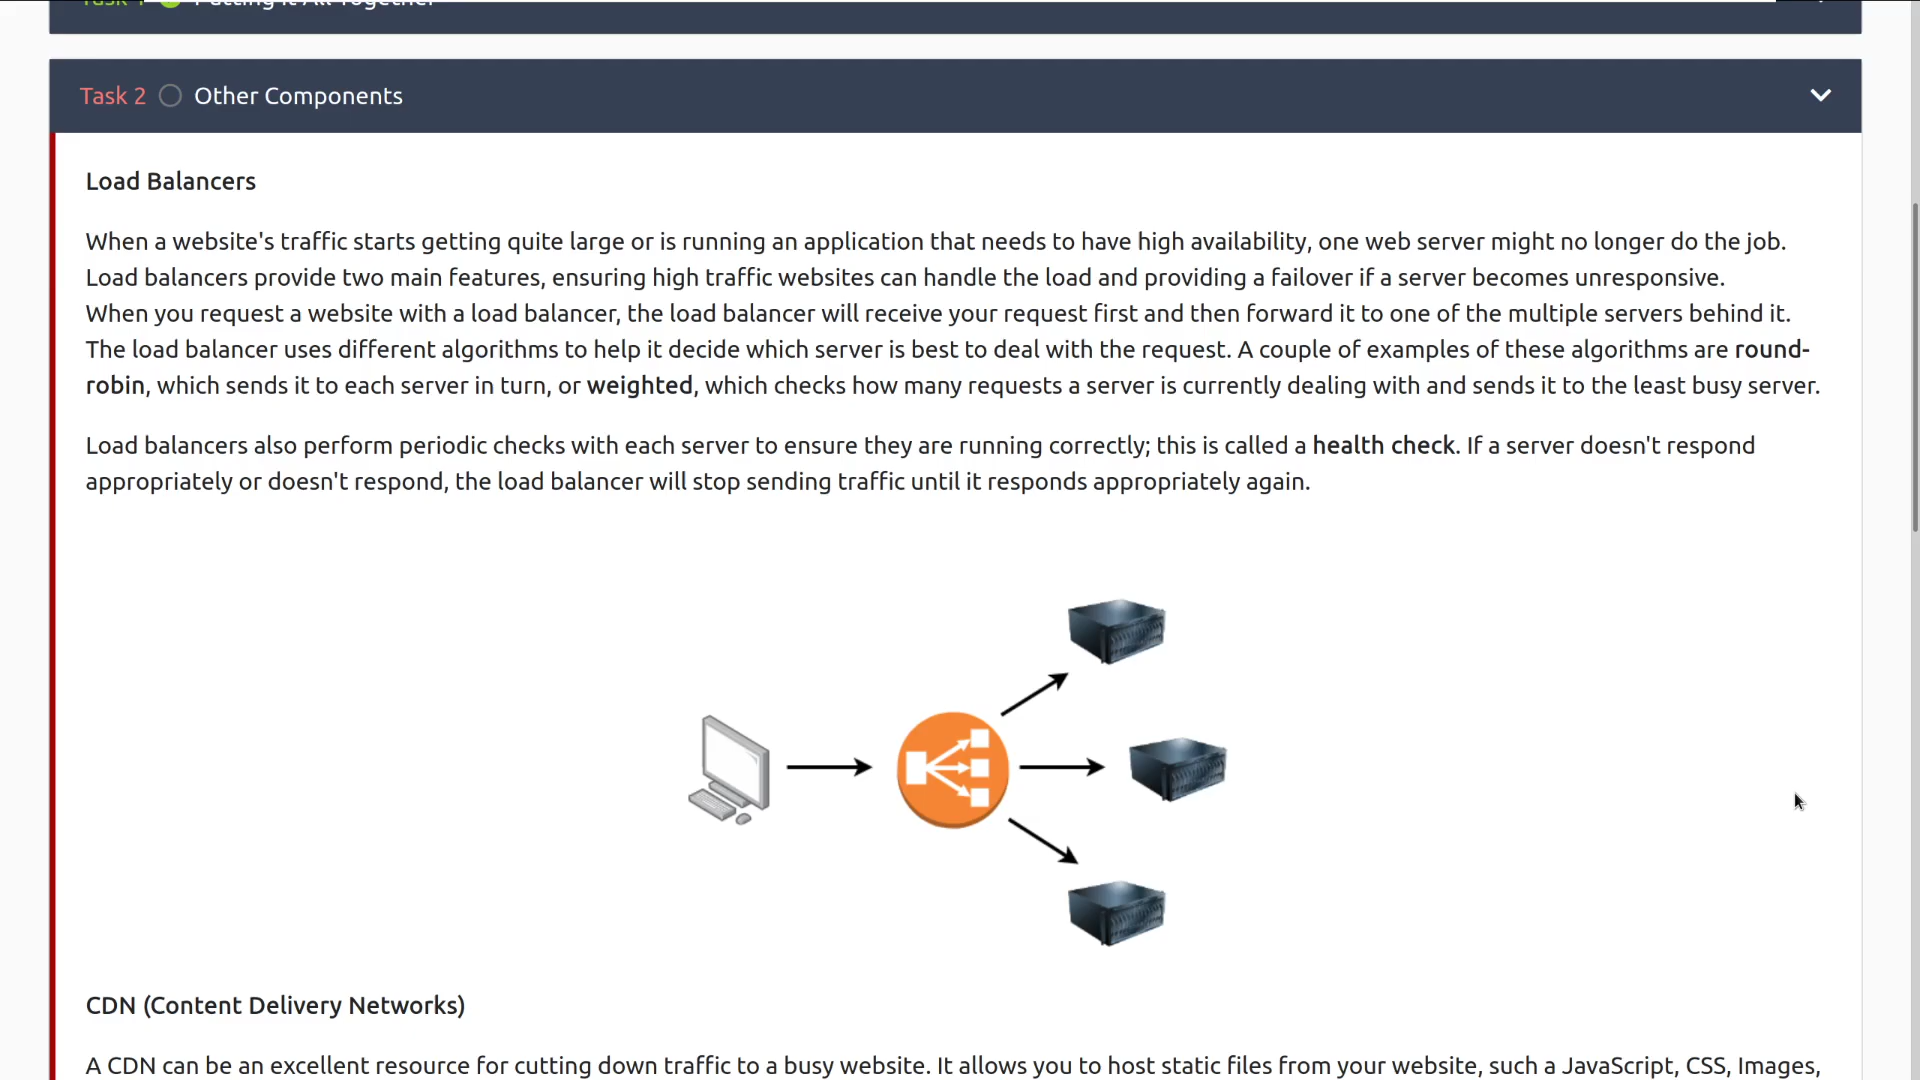 Task 1 Putting It All Together
Task 2 Other Components
Load Balancers
When a website's traffic starts getting quite large or is running an application that needs to have high availability, one web server might no longer do the job.
Load balancers provide two main features, ensuring high traffic websites can handle the load and providing a failover if a server becomes unresponsive.
When you request a website with a load balancer, the load balancer will receive your request first and then forward it to one of the multiple servers behind it.
The load balancer uses different algorithms to help it decide which server is best to deal with the request. A couple of examples of these algorithms are round-
robin, which sends it to each server in turn, or weighted, which checks how many requests a server is currently dealing with and sends it to the least busy server.
Load balancers also perform periodic checks with each server to ensure they are running correctly; this is called a health check. If a server doesn't respond
appropriately or doesn't respond, the load balancer will stop sending traffic until it responds appropriately again.
CDN (Content Delivery Networks)
A CDN can be an excellent resource for cutting down traffic to a busy website. It allows you to host static files from your website, such a JavaScript, CSS, Images,